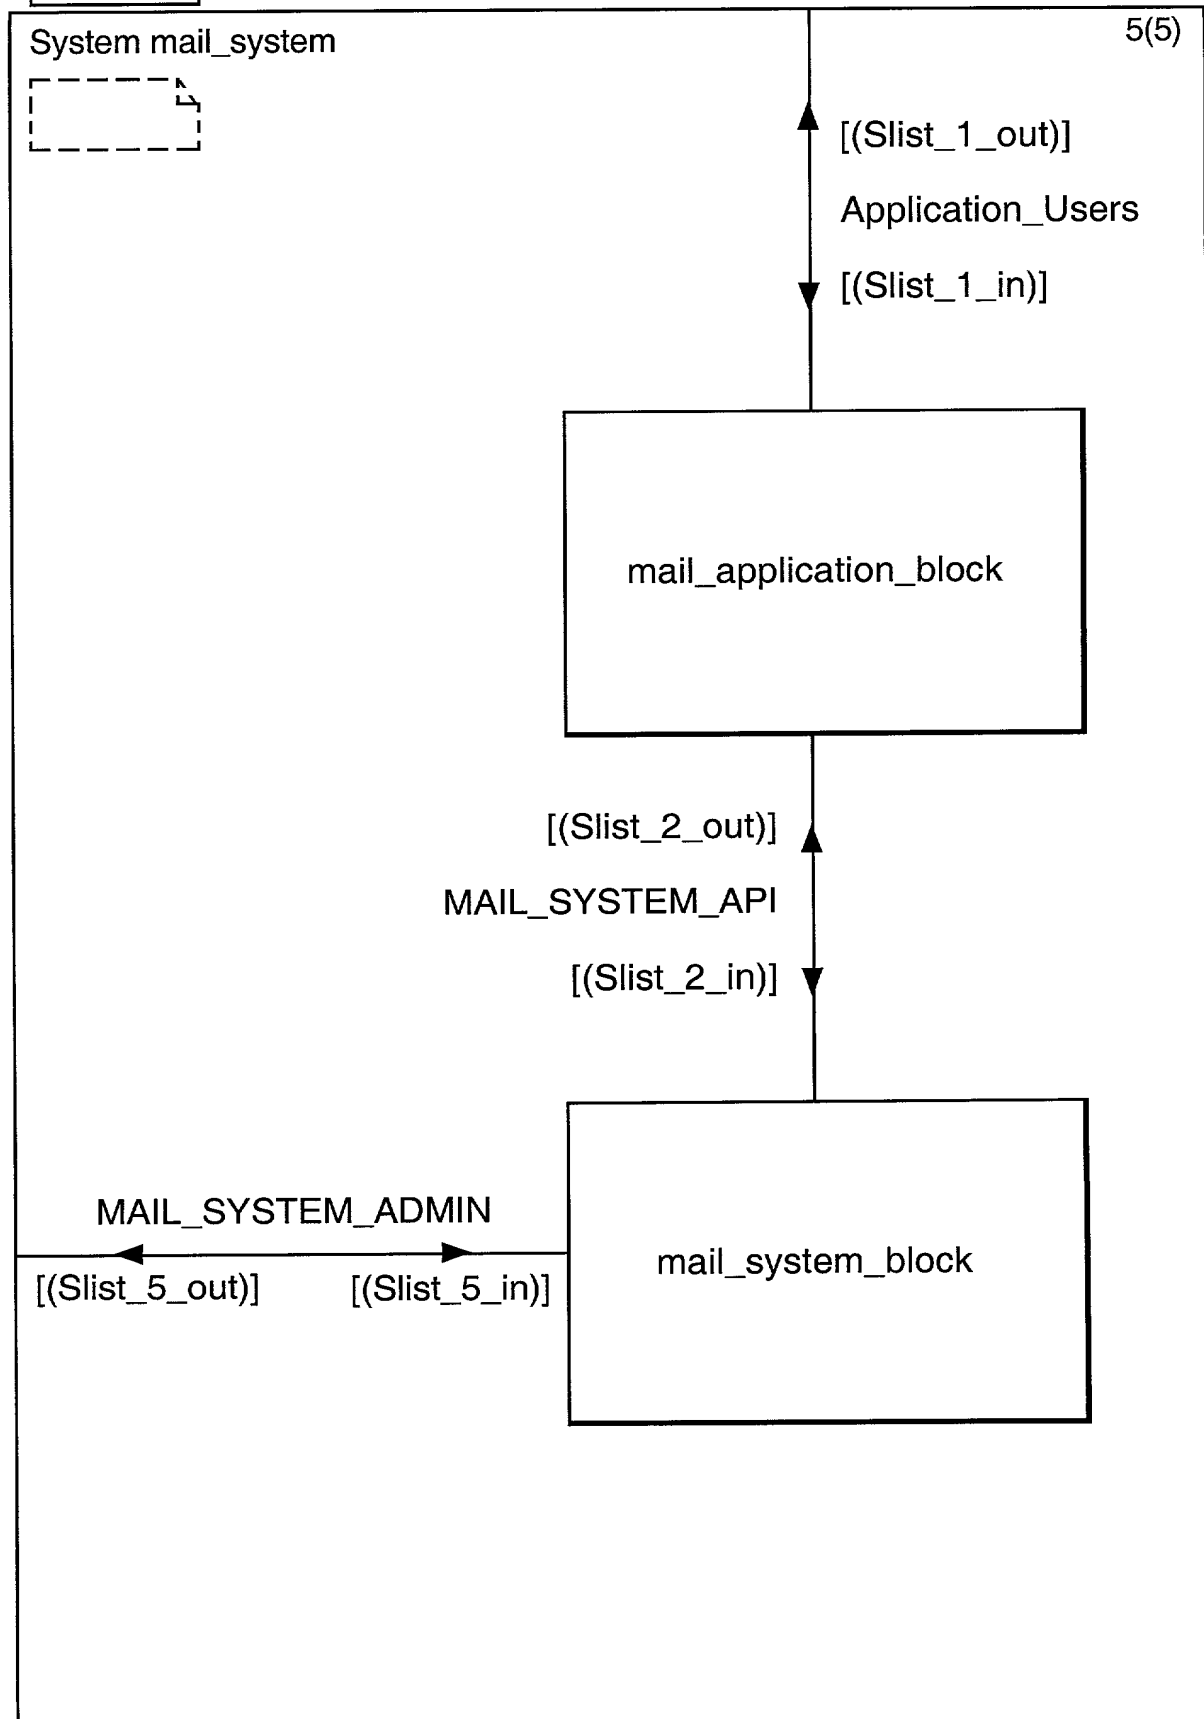 System mail_system
5(5)
[(Slist_1_out)]
Application_Users
[(Slist_1_in)]
mail_application_block
[(Slist_2_out)]
MAIL_SYSTEM_API
[(Slist_2_in)]
MAIL_SYSTEM_ADMIN
[(Slist_5_out)]
[(Slist_5_in)]
mail_system_block